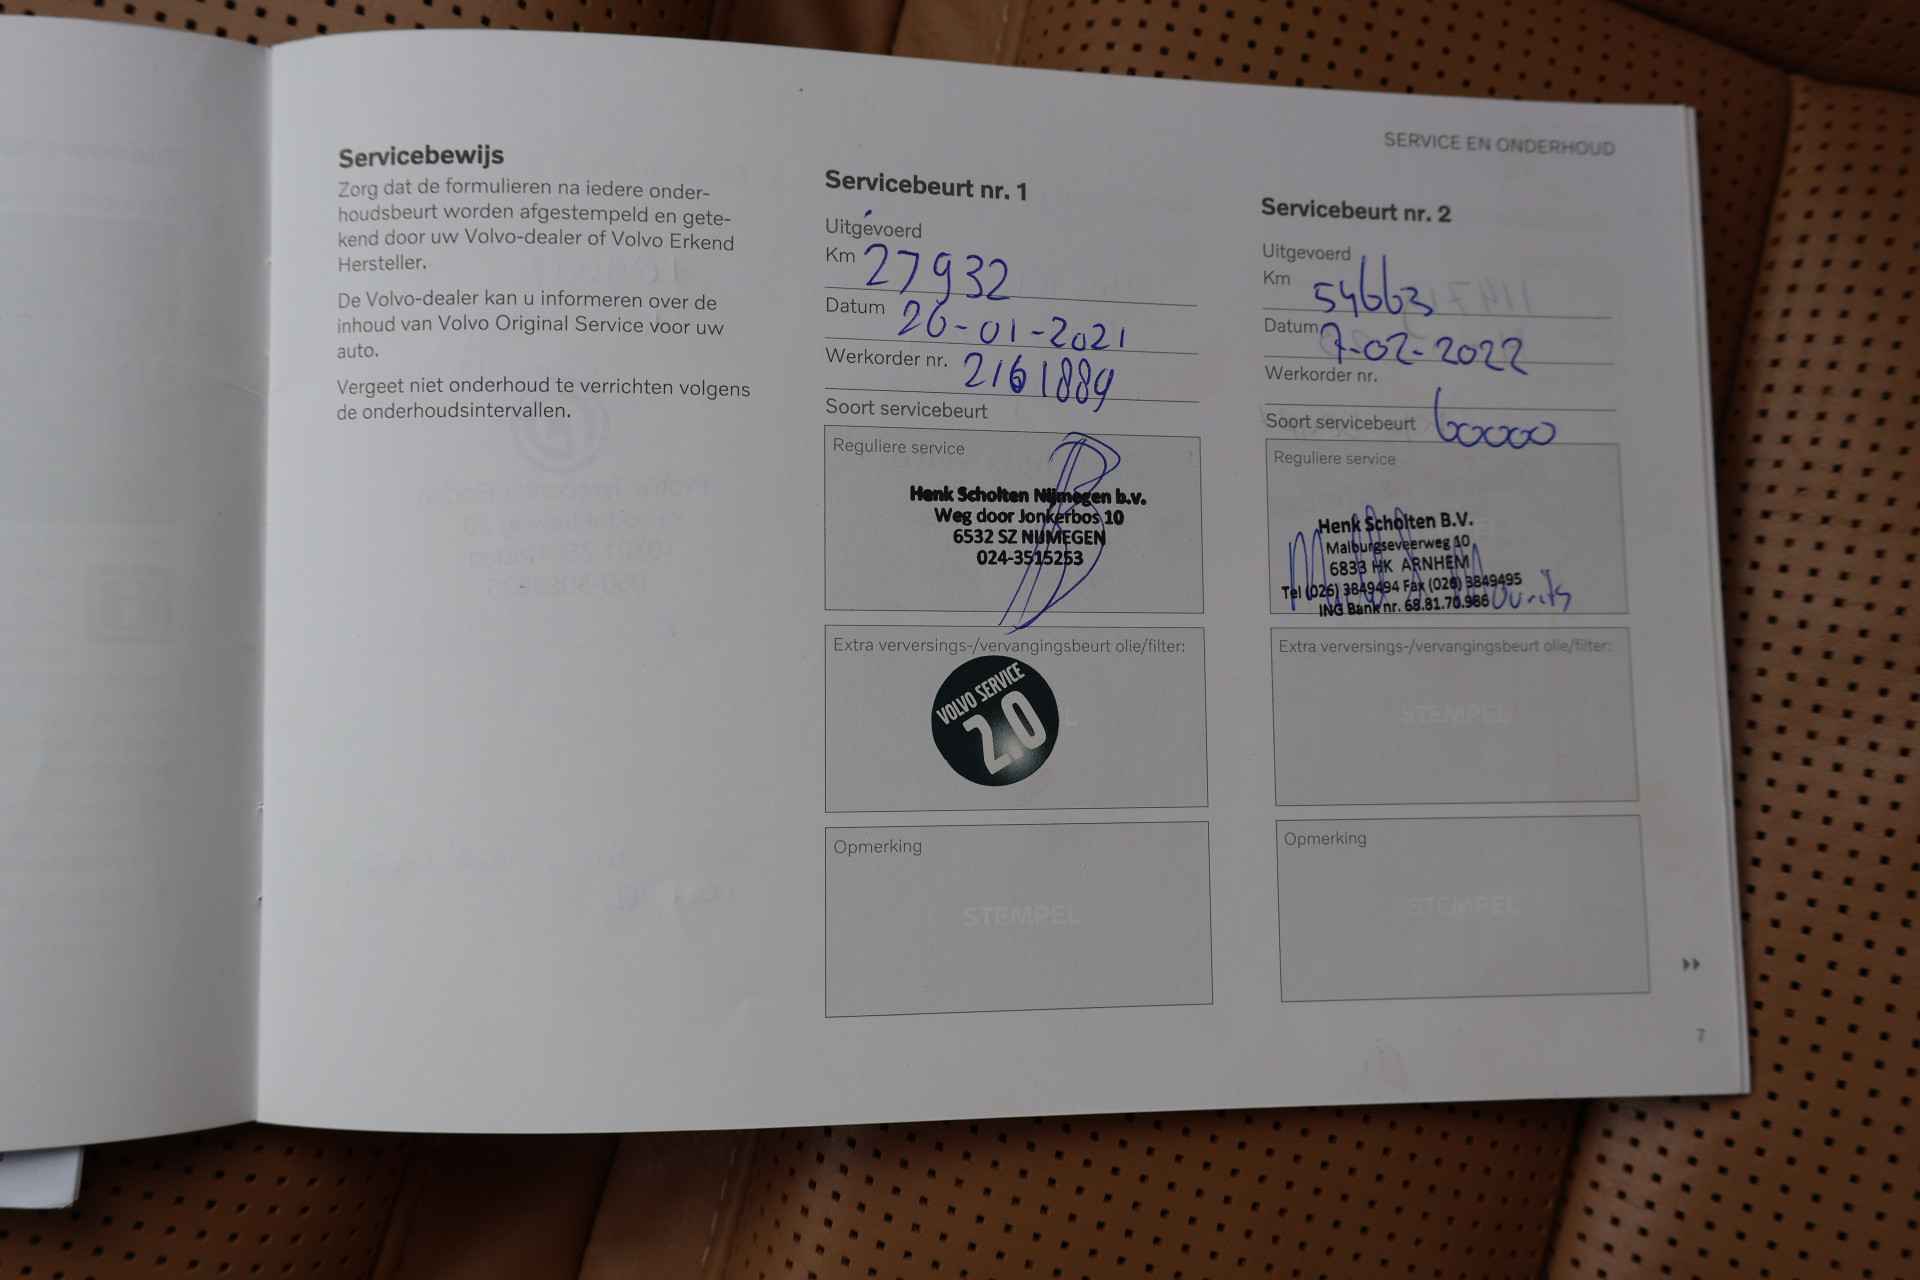 SERVICE EN ONDERHOUD
Servicebewijs
Zorg dat de formulieren na iedere onder-
houdsbeurt worden afgestempeld en gete-
kend door uw Volvo-dealer of Volvo Erkend
Hersteller.
De Volvo-dealer kan u informeren over de
inhoud van Volvo Original Service voor uw
auto.
Vergeet niet onderhoud te verrichten volgens
de onderhoudsintervallen.
Servicebeurt nr. 1
Uitgevoerd
Km 27932
Datum 26-01-2021
Werkorder nr. 2161889
Soort servicebeurt
Reguliere service
Henk Scholten Nijmegen b.v.
Weg door Jonkerbos 10
6532 SZ NIJMEGEN
024-3515253
Extra verversings-/vervangingsbeurt olie/filter:
VOLVO SERVICE
2.0
Opmerking
STEMPEL
Servicebeurt nr. 2
Uitgevoerd
Km 54663
Datum 7-02-2022
Werkorder nr.
Soort servicebeurt 60000
Reguliere service
Henk Scholten B.V.
Malburgseveerweg 10
6833 HK ARNHEM
Tel (026) 3849494 Fax (026) 3849495
ING Bank nr. 68.81.70.986
Extra verversings-/vervangingsbeurt olie/filter:
STEMPEL
Opmerking
STEMPEL
7